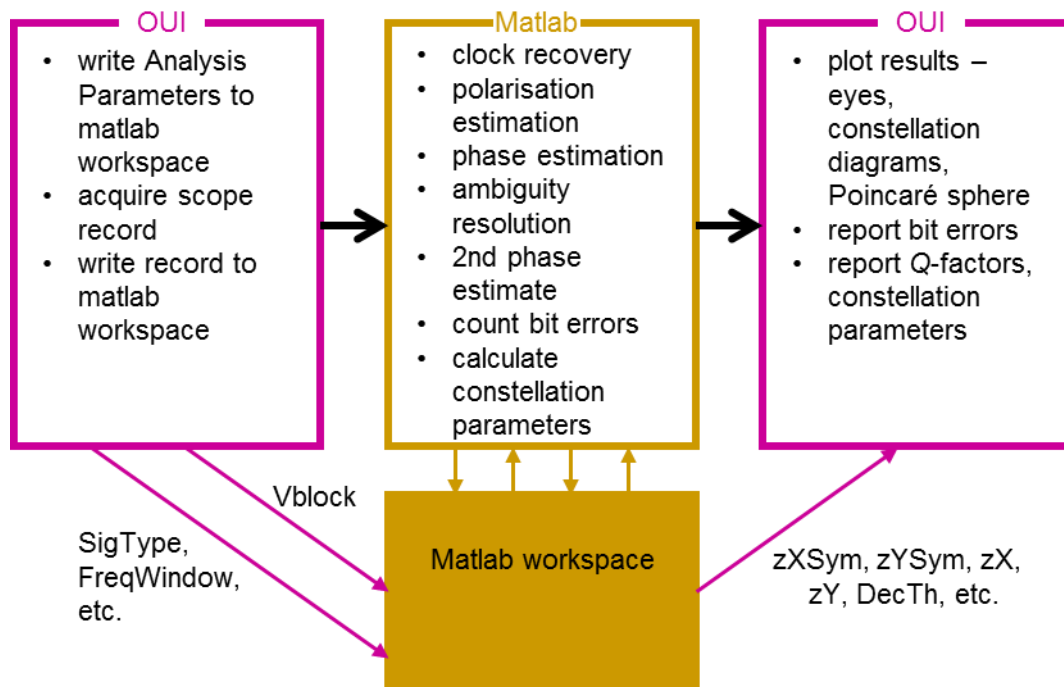 OUI
• write Analysis
Parameters to
matlab
workspace
• acquire scope
record
• write record to
matlab
workspace
Matlab
• clock recovery
• polarisation
estimation
• phase estimation
• ambiguity
resolution
• 2nd phase
estimate
• count bit errors
• calculate
constellation
parameters
OUI
• plot results –
eyes,
constellation
diagrams,
Poincaré sphere
• report bit errors
• report Q-factors,
constellation
parameters
Vblock
SigType,
FreqWindow,
etc.
Matlab workspace
zXSym, zYSym, zX,
zY, DecTh, etc.